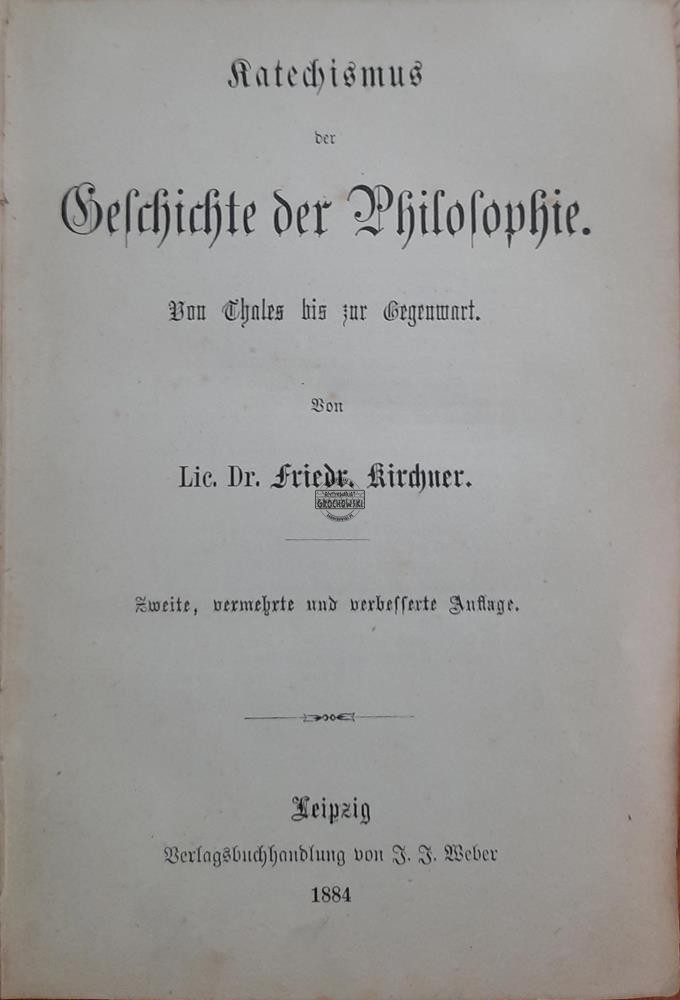 Katechismus
der
Geschichte der Philosophie.
Von Thales bis zur Gegenwart.
Von
Lic. Dr. Friedr. Kirchner.
GROCHOWSKI
Zweite, vermehrte und verbesserte Auflage.
Leipzig
Verlagsbuchhandlung von J. J. Weber
1884